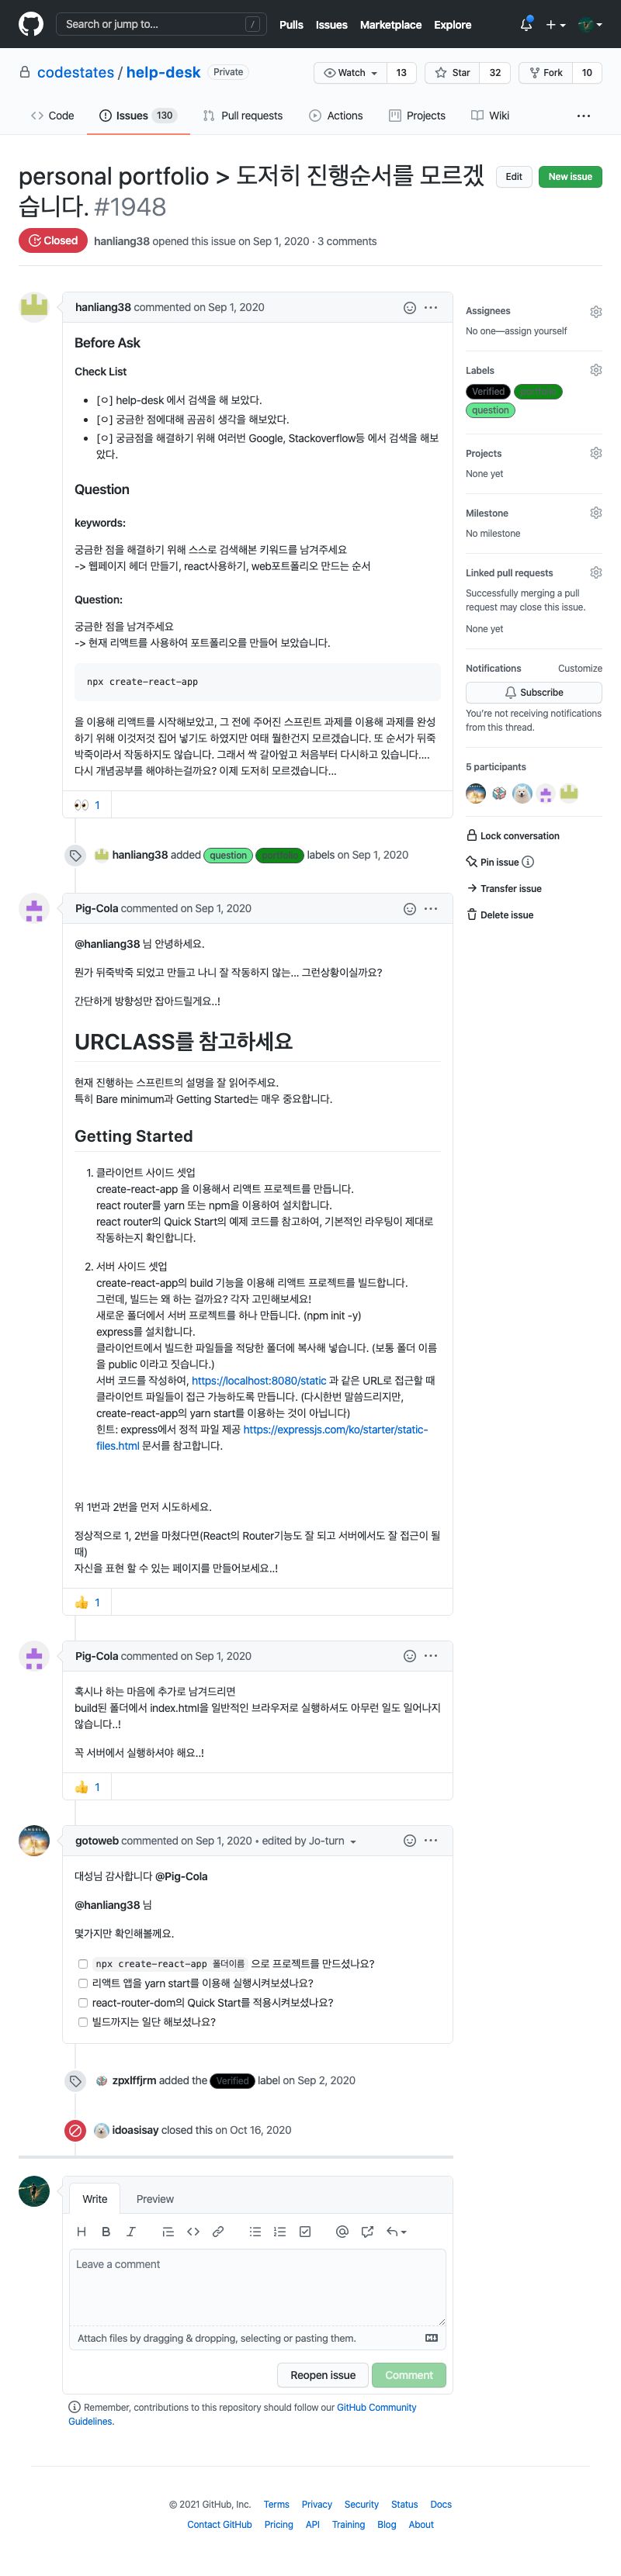 Search or jump to... /
Pulls Issues Marketplace Explore
codestates / help-desk Private
Watch 13 Star 32 Fork 10
Code Issues 130 Pull requests Actions Projects Wiki ...
personal portfolio > 도저히 진행순서를 모르겠
습니다. #1948
Edit New issue
Closed hanliang38 opened this issue on Sep 1, 2020 · 3 comments
hanliang38 commented on Sep 1, 2020
Before Ask
Check List
[ㅇ] help-desk 에서 검색을 해 보았다.
[ㅇ] 궁금한 점에대해 곰곰히 생각을 해보았다.
[ㅇ] 궁금점을 해결하기 위해 여러번 Google, Stackoverflow등 에서 검색을 해보
았다.
Question
keywords:
궁금한 점을 해결하기 위해 스스로 검색해본 키워드를 남겨주세요
-> 웹페이지 헤더 만들기, react사용하기, web포트폴리오 만드는 순서
Question:
궁금한 점을 남겨주세요
-> 현재 리액트를 사용하여 포트폴리오를 만들어 보았습니다.
npx create-react-app
을 이용해 리액트를 시작해보았고, 그 전에 주어진 스프린트 과제를 이용해 과제를 완성
하기 위해 이것저것 집어 넣기도 하였지만 여태 뭘한건지 모르겠습니다. 또 순서가 뒤죽
박죽이라서 작동하지도 않습니다. 그래서 싹 갈아엎고 처음부터 다시하고 있습니다....
다시 개념공부를 해야하는걸까요? 이제 도저히 모르겠습니다...
1
hanliang38 added question labels on Sep 1, 2020
Pig-Cola commented on Sep 1, 2020
@hanliang38 님 안녕하세요.
뭔가 뒤죽박죽 되었고 만들고 나니 잘 작동하지 않는... 그런상황이실까요?
간단하게 방향성만 잡아드릴게요..!
URCLASS를 참고하세요
현재 진행하는 스프린트의 설명을 잘 읽어주세요.
특히 Bare minimum과 Getting Started는 매우 중요합니다.
Getting Started
1. 클라이언트 사이드 셋업
create-react-app 을 이용해서 리액트 프로젝트를 만듭니다.
react router를 yarn 또는 npm을 이용하여 설치합니다.
react router의 Quick Start의 예제 코드를 참고하여, 기본적인 라우팅이 제대로
작동하는지 확인합니다.
2. 서버 사이드 셋업
create-react-app의 build 기능을 이용해 리액트 프로젝트를 빌드합니다.
그런데, 빌드는 왜 하는 걸까요? 각자 고민해보세요!
새로운 폴더에서 서버 프로젝트를 하나 만듭니다. (npm init -y)
express를 설치합니다.
클라이언트에서 빌드한 파일들을 적당한 폴더에 복사해 넣습니다. (보통 폴더 이름
을 public 이라고 짓습니다.)
서버 코드를 작성하여, https://localhost:8080/static 과 같은 URL로 접근할 때
클라이언트 파일들이 접근 가능하도록 만듭니다. (다시한번 말씀드리지만,
create-react-app의 yarn start를 이용하는 것이 아닙니다)
힌트: express에서 정적 파일 제공 https://expressjs.com/ko/starter/static-
files.html 문서를 참고합니다.
위 1번과 2번을 먼저 시도하세요.
정상적으로 1, 2번을 마쳤다면(React의 Router기능도 잘 되고 서버에서도 잘 접근이 될
때)
자신을 표현 할 수 있는 페이지를 만들어보세요..!
1
Pig-Cola commented on Sep 1, 2020
혹시나 하는 마음에 추가로 남겨드리면
build된 폴더에서 index.html을 일반적인 브라우저로 실행하셔도 아무런 일도 일어나지
않습니다..!
꼭 서버에서 실행하셔야 해요..!
1
gotoweb commented on Sep 1, 2020 • edited by Jo-turn
대성님 감사합니다 @Pig-Cola
@hanliang38 님
몇가지만 확인해볼께요.
npx create-react-app 폴더이름 으로 프로젝트를 만드셨나요?
리액트 앱을 yarn start를 이용해 실행시켜보셨나요?
react-router-dom의 Quick Start를 적용시켜보셨나요?
빌드까지는 일단 해보셨나요?
zpxlffjrm added the Verified label on Sep 2, 2020
idoasisay closed this on Oct 16, 2020
Write Preview
H B I
Leave a comment
Attach files by dragging & dropping, selecting or pasting them.
Reopen issue Comment
Remember, contributions to this repository should follow our GitHub Community
Guidelines.
Assignees
No one—assign yourself
Labels
Verified
question
Projects
None yet
Milestone
No milestone
Linked pull requests
Successfully merging a pull
request may close this issue.
None yet
Notifications Customize
Subscribe
You're not receiving notifications
from this thread.
5 participants
Lock conversation
Pin issue
Transfer issue
Delete issue
© 2021 GitHub, Inc. Terms Privacy Security Status Docs
Contact GitHub Pricing API Training Blog About